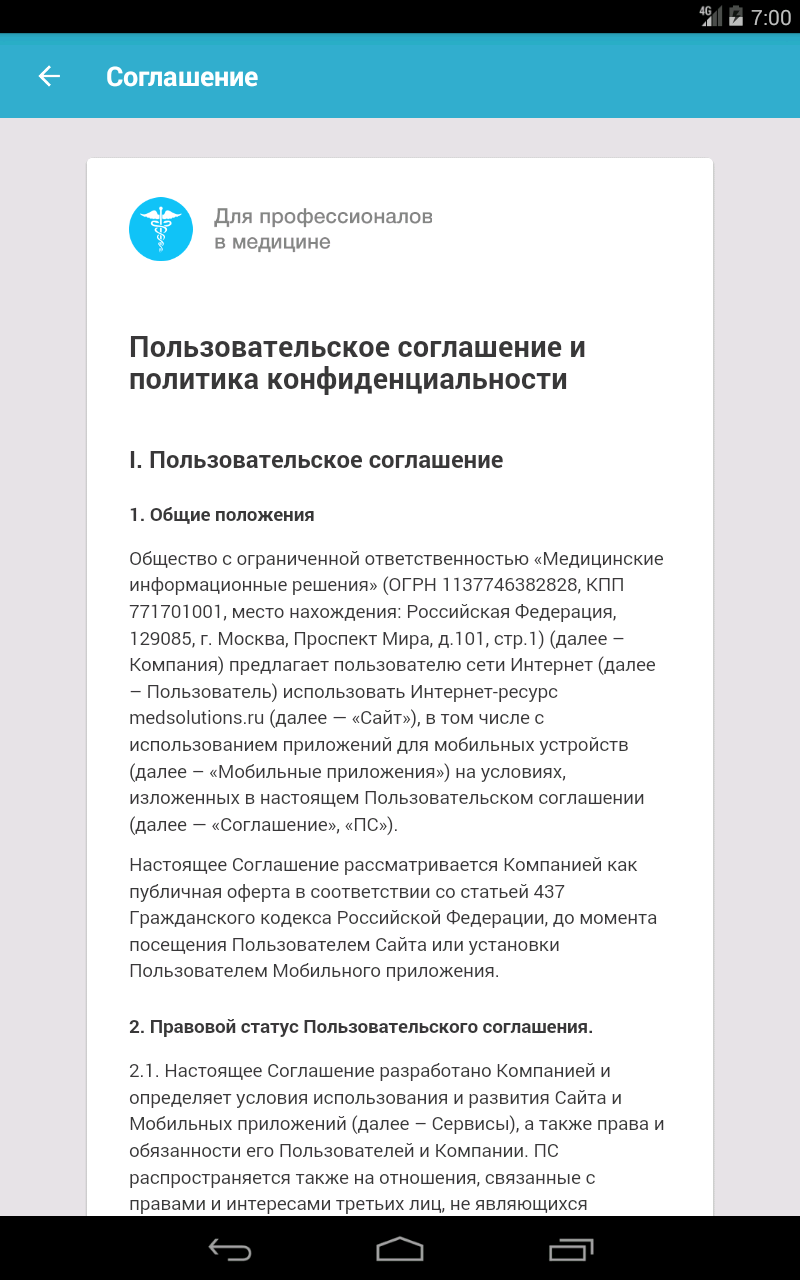 4G 7:00
Соглашение
Для профессионалов
в медицине
Пользовательское соглашение и
политика конфиденциальности
I. Пользовательское соглашение
1. Общие положения
Общество с ограниченной ответственностью «Медицинские
информационные решения» (ОГРН 1137746382828, КПП
771701001, место нахождения: Российская Федерация,
129085, г. Москва, Проспект Мира, д.101, стр.1) (далее –
Компания) предлагает пользователю сети Интернет (далее
– Пользователь) использовать Интернет-ресурс
medsolutions.ru (далее — «Сайт»), в том числе с
использованием приложений для мобильных устройств
(далее – «Мобильные приложения») на условиях,
изложенных в настоящем Пользовательском соглашении
(далее — «Соглашение», «ПС»).
Настоящее Соглашение рассматривается Компанией как
публичная оферта в соответствии со статьей 437
Гражданского кодекса Российской Федерации, до момента
посещения Пользователем Сайта или установки
Пользователем Мобильного приложения.
2. Правовой статус Пользовательского соглашения.
2.1. Настоящее Соглашение разработано Компанией и
определяет условия использования и развития Сайта и
Мобильных приложений (далее – Сервисы), а также права и
обязанности его Пользователей и Компании. ПС
распространяется также на отношения, связанные с
правами и интересами третьих лиц, не являющихся